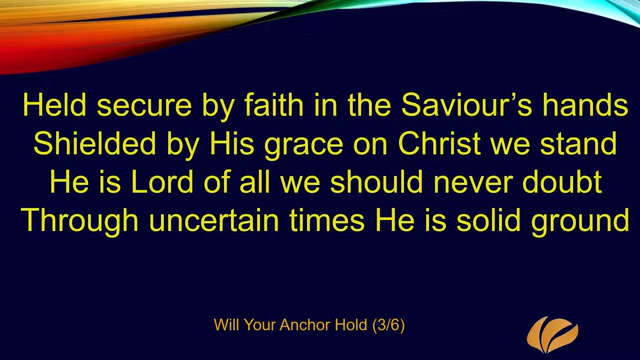 Held secure by faith in the Saviour’s hands
Shielded by His grace on Christ we stand
He is Lord of all we should never doubt
Through uncertain times He is solid ground
Will Your Anchor Hold (3/6)